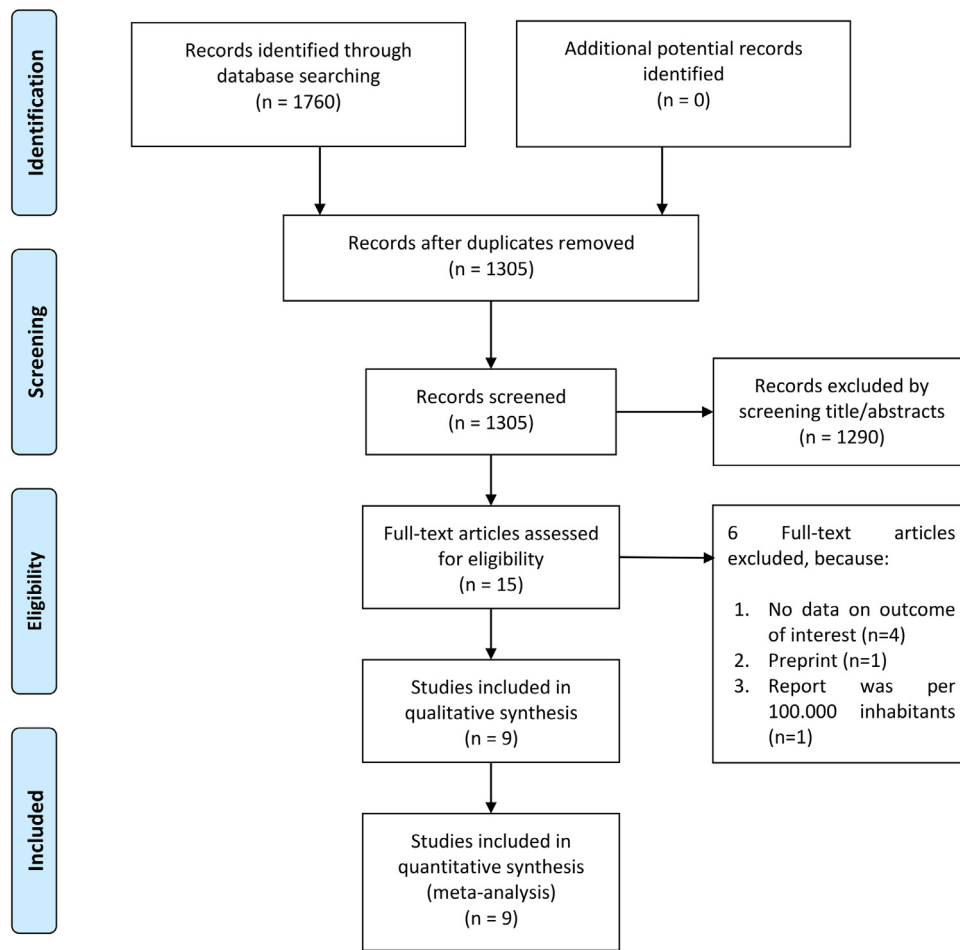 Identification
Records identified through
database searching
(n = 1760)
Additional potential records
identified
(n = 0)
Records after duplicates removed
(n = 1305)
Screening
Records screened
(n = 1305)
Records excluded by
screening title/abstracts
(n = 1290)
Eligibility
Full-text articles assessed
for eligibility
(n = 15)
6 Full-text articles
excluded, because:
1. No data on outcome
of interest (n=4)
2. Preprint (n=1)
3. Report was per
100.000 inhabitants
(n=1)
Studies included in
qualitative synthesis
(n = 9)
Included
Studies included in
quantitative synthesis
(meta-analysis)
(n = 9)